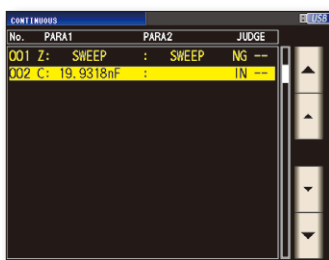 CONTINUOUS USB
No. PARA1 PARA2 JUDGE
001 Z: SWEEP : SWEEP NG --
002 C: 19.9318nF : IN --